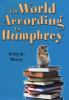 The World
According to
Humphrey
Betty G.
Birney